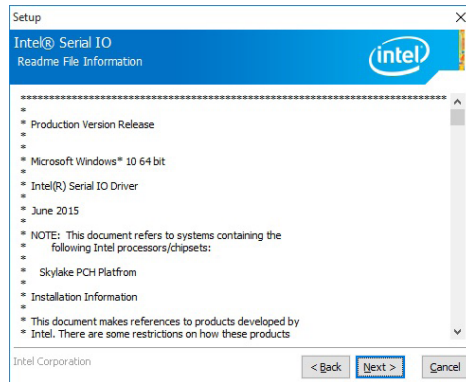 Setup
Intel® Serial IO
Readme File Information
intel
*********************************************************************************
*
* Production Version Release
*
*
* Microsoft Windows* 10 64 bit
*
* Intel(R) Serial IO Driver
*
* June 2015
*
* NOTE: This document refers to systems containing the
* following Intel processors/chipsets:
*
* Skylake PCH Platfrom
*
* Installation Information
*
* This document makes references to products developed by
* Intel. There are some restrictions on how these products
Intel Corporation
< Back
Next >
Cancel